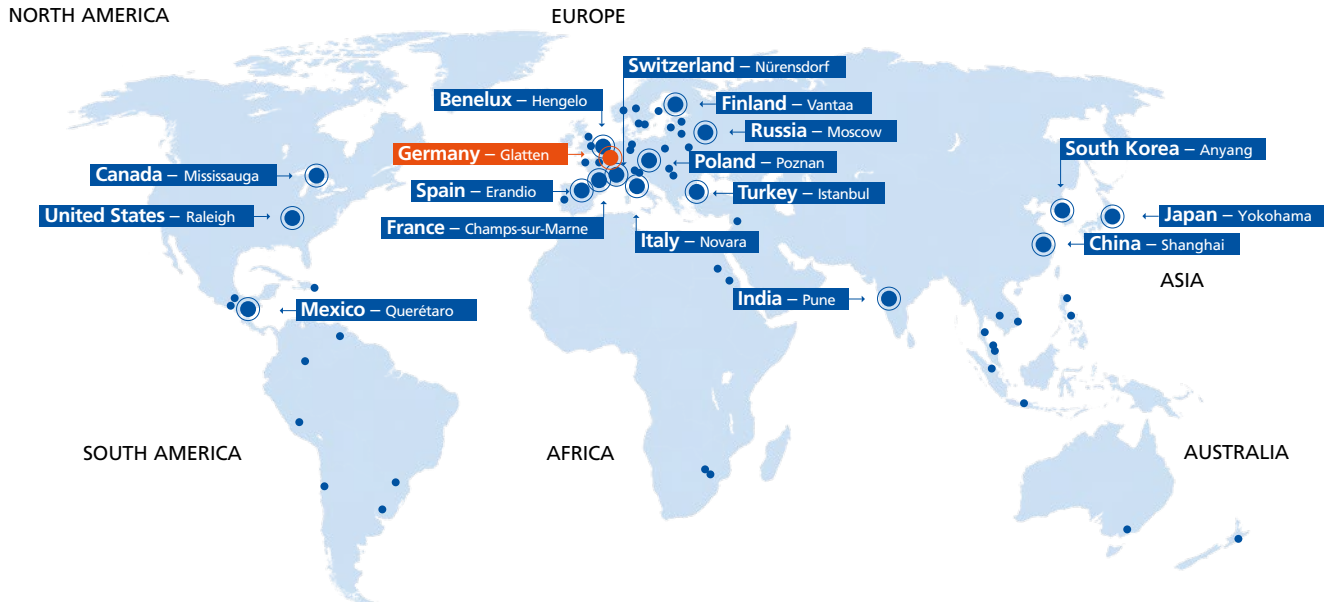 NORTH AMERICA
EUROPE
Switzerland – Nürensdorf
Benelux – Hengelo
Finland – Vantaa
Russia – Moscow
Germany – Glatten
South Korea – Anyang
Poland – Poznan
Canada – Mississauga
Spain – Erandio
Turkey – Istanbul
United States – Raleigh
Japan – Yokohama
France – Champs-sur-Marne
Italy – Novara
China – Shanghai
ASIA
India – Pune
Mexico – Querétaro
SOUTH AMERICA
AFRICA
AUSTRALIA